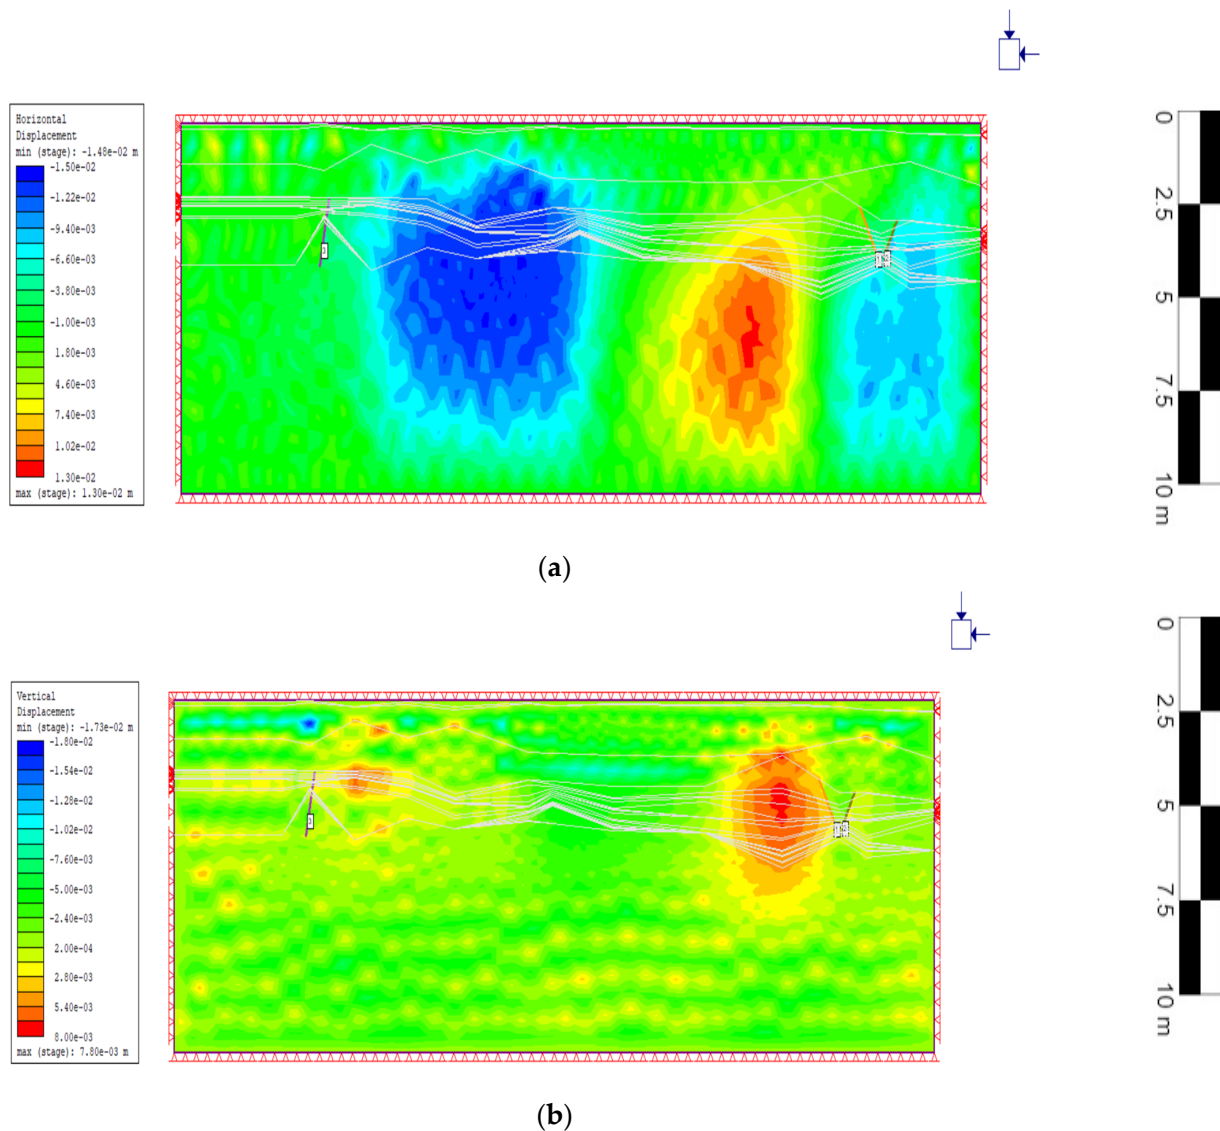 Horizontal
Displacement
min (stage): -1.48e-02 m
-1.50e-02
-1.22e-02
-9.40e-03
-6.60e-03
-3.80e-03
-1.00e-03
1.80e-03
4.60e-03
7.40e-03
1.02e-02
1.30e-02
max (stage): 1.30e-02 m
0
2.5
5
7.5
10 m
(a)
Vertical
Displacement
min (stage): -1.73e-02 m
-1.80e-02
-1.54e-02
-1.28e-02
-1.02e-02
-7.60e-03
-5.00e-03
-2.40e-03
2.00e-04
2.80e-03
5.40e-03
8.00e-03
max (stage): 7.80e-03 m
0
2.5
5
7.5
10 m
(b)